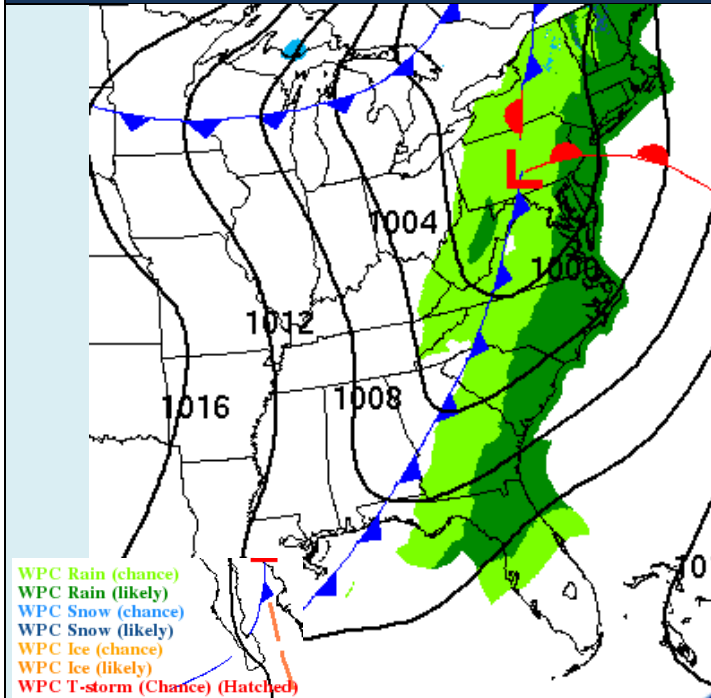 L
1004
1000
1012
1016
1008
10
WPC Rain (chance)
WPC Rain (likely)
WPC Snow (chance)
WPC Snow (likely)
WPC Ice (chance)
WPC Ice (likely)
WPC T-storm (Chance) (Hatched)